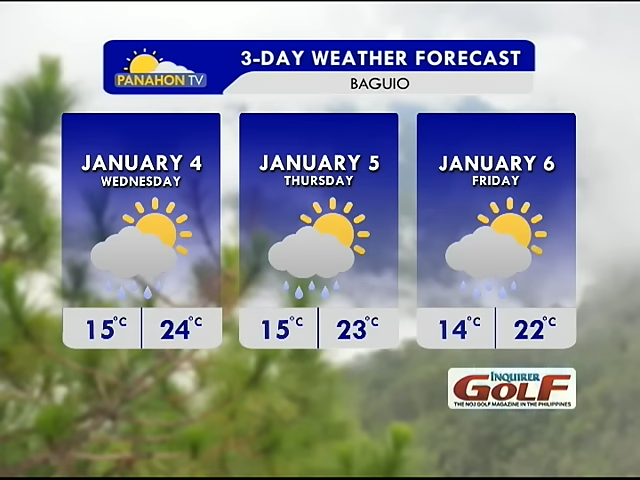 3-DAY WEATHER FORECAST
PANAHON TV
BAGUIO
JANUARY 4
WEDNESDAY
15°C 24°C
JANUARY 5
THURSDAY
15°C 23°C
JANUARY 6
FRIDAY
14°C 22°C
INQUIRER
GOLF
THE NO.1 GOLF MAGAZINE IN THE PHILIPPINES